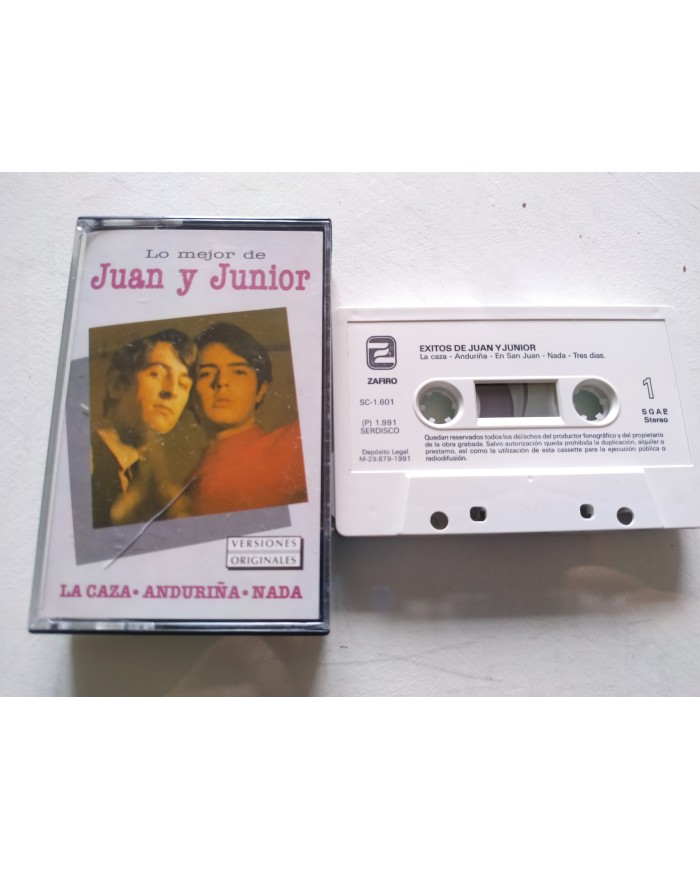 Lo mejor de
Juan y Junior
VERSIONES
ORIGINALES
LA CAZA • ANDURIÑA • NADA
ZAFIRO
EXITOS DE JUAN Y JUNIOR
La caza - Anduriña - En San Juan - Nada - Tres días.
SC-1.601
1
(P) 1.991
SERDISCO
SGAE
Stereo
Depósito Legal
M-29.879-1991
Quedan reservados todos los derechos del productor fonográfico y del propietario
de la obra grabada. Salvo autorización queda prohibida la duplicación, alquiler o
prestamo, así como la utilización de esta cassette para la ejecución pública o
radiodifusión.